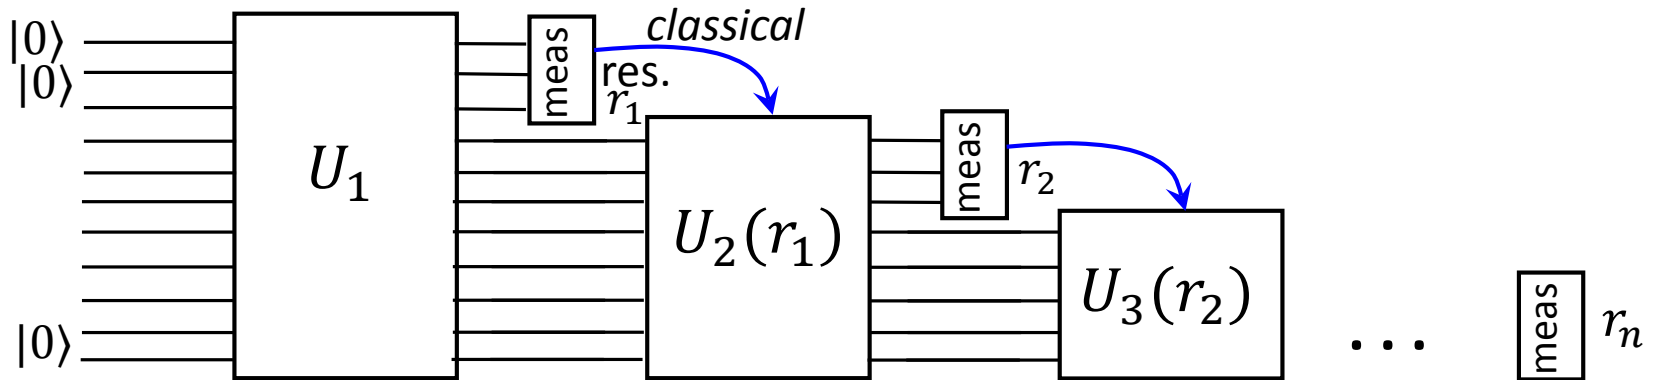 |0⟩
|0⟩
|0⟩
U₁
meas
classical
res.
r₁
U₂(r₁)
meas
r₂
U₃(r₂)
...
meas
rₙ